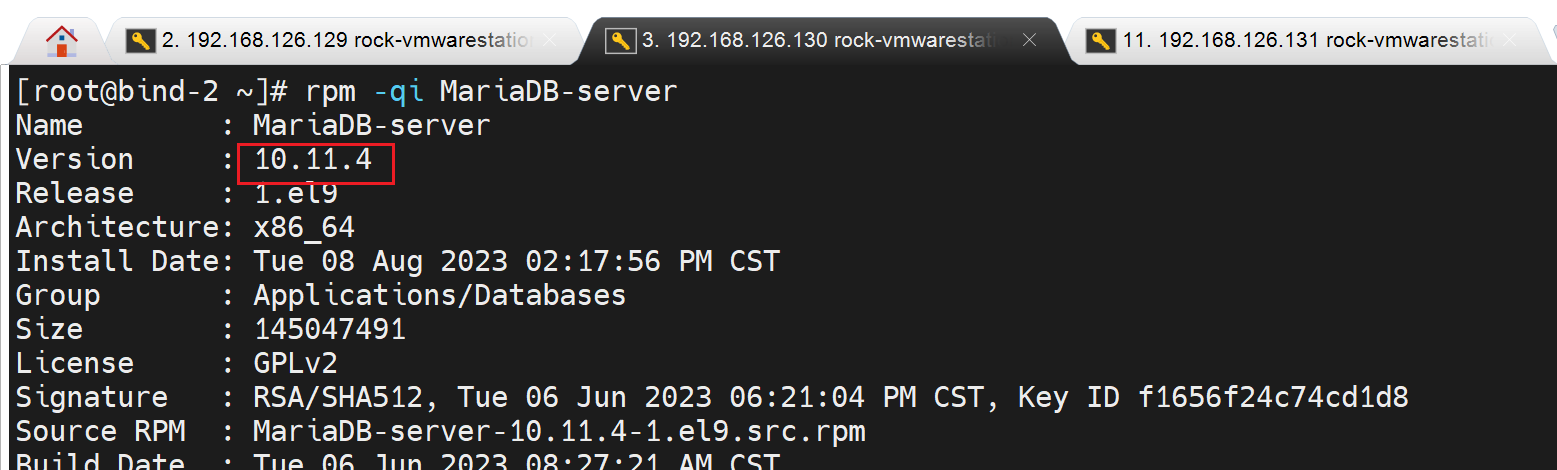 2. 192.168.126.129 rock-vmwarestation
3. 192.168.126.130 rock-vmwarestati
11. 192.168.126.131 rock-vmwarestati
[root@bind-2 ~]# rpm -qi MariaDB-server
Name        : MariaDB-server
Version     : 10.11.4
Release     : 1.el9
Architecture: x86_64
Install Date: Tue 08 Aug 2023 02:17:56 PM CST
Group       : Applications/Databases
Size        : 145047491
License     : GPLv2
Signature   : RSA/SHA512, Tue 06 Jun 2023 06:21:04 PM CST, Key ID f1656f24c74cd1d8
Source RPM  : MariaDB-server-10.11.4-1.el9.src.rpm
Build Date  : Tue 06 Jun 2023 08:27:21 AM CST